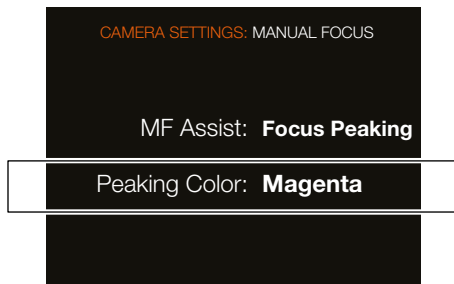 CAMERA SETTINGS: MANUAL FOCUS
MF Assist: Focus Peaking
Peaking Color: Magenta